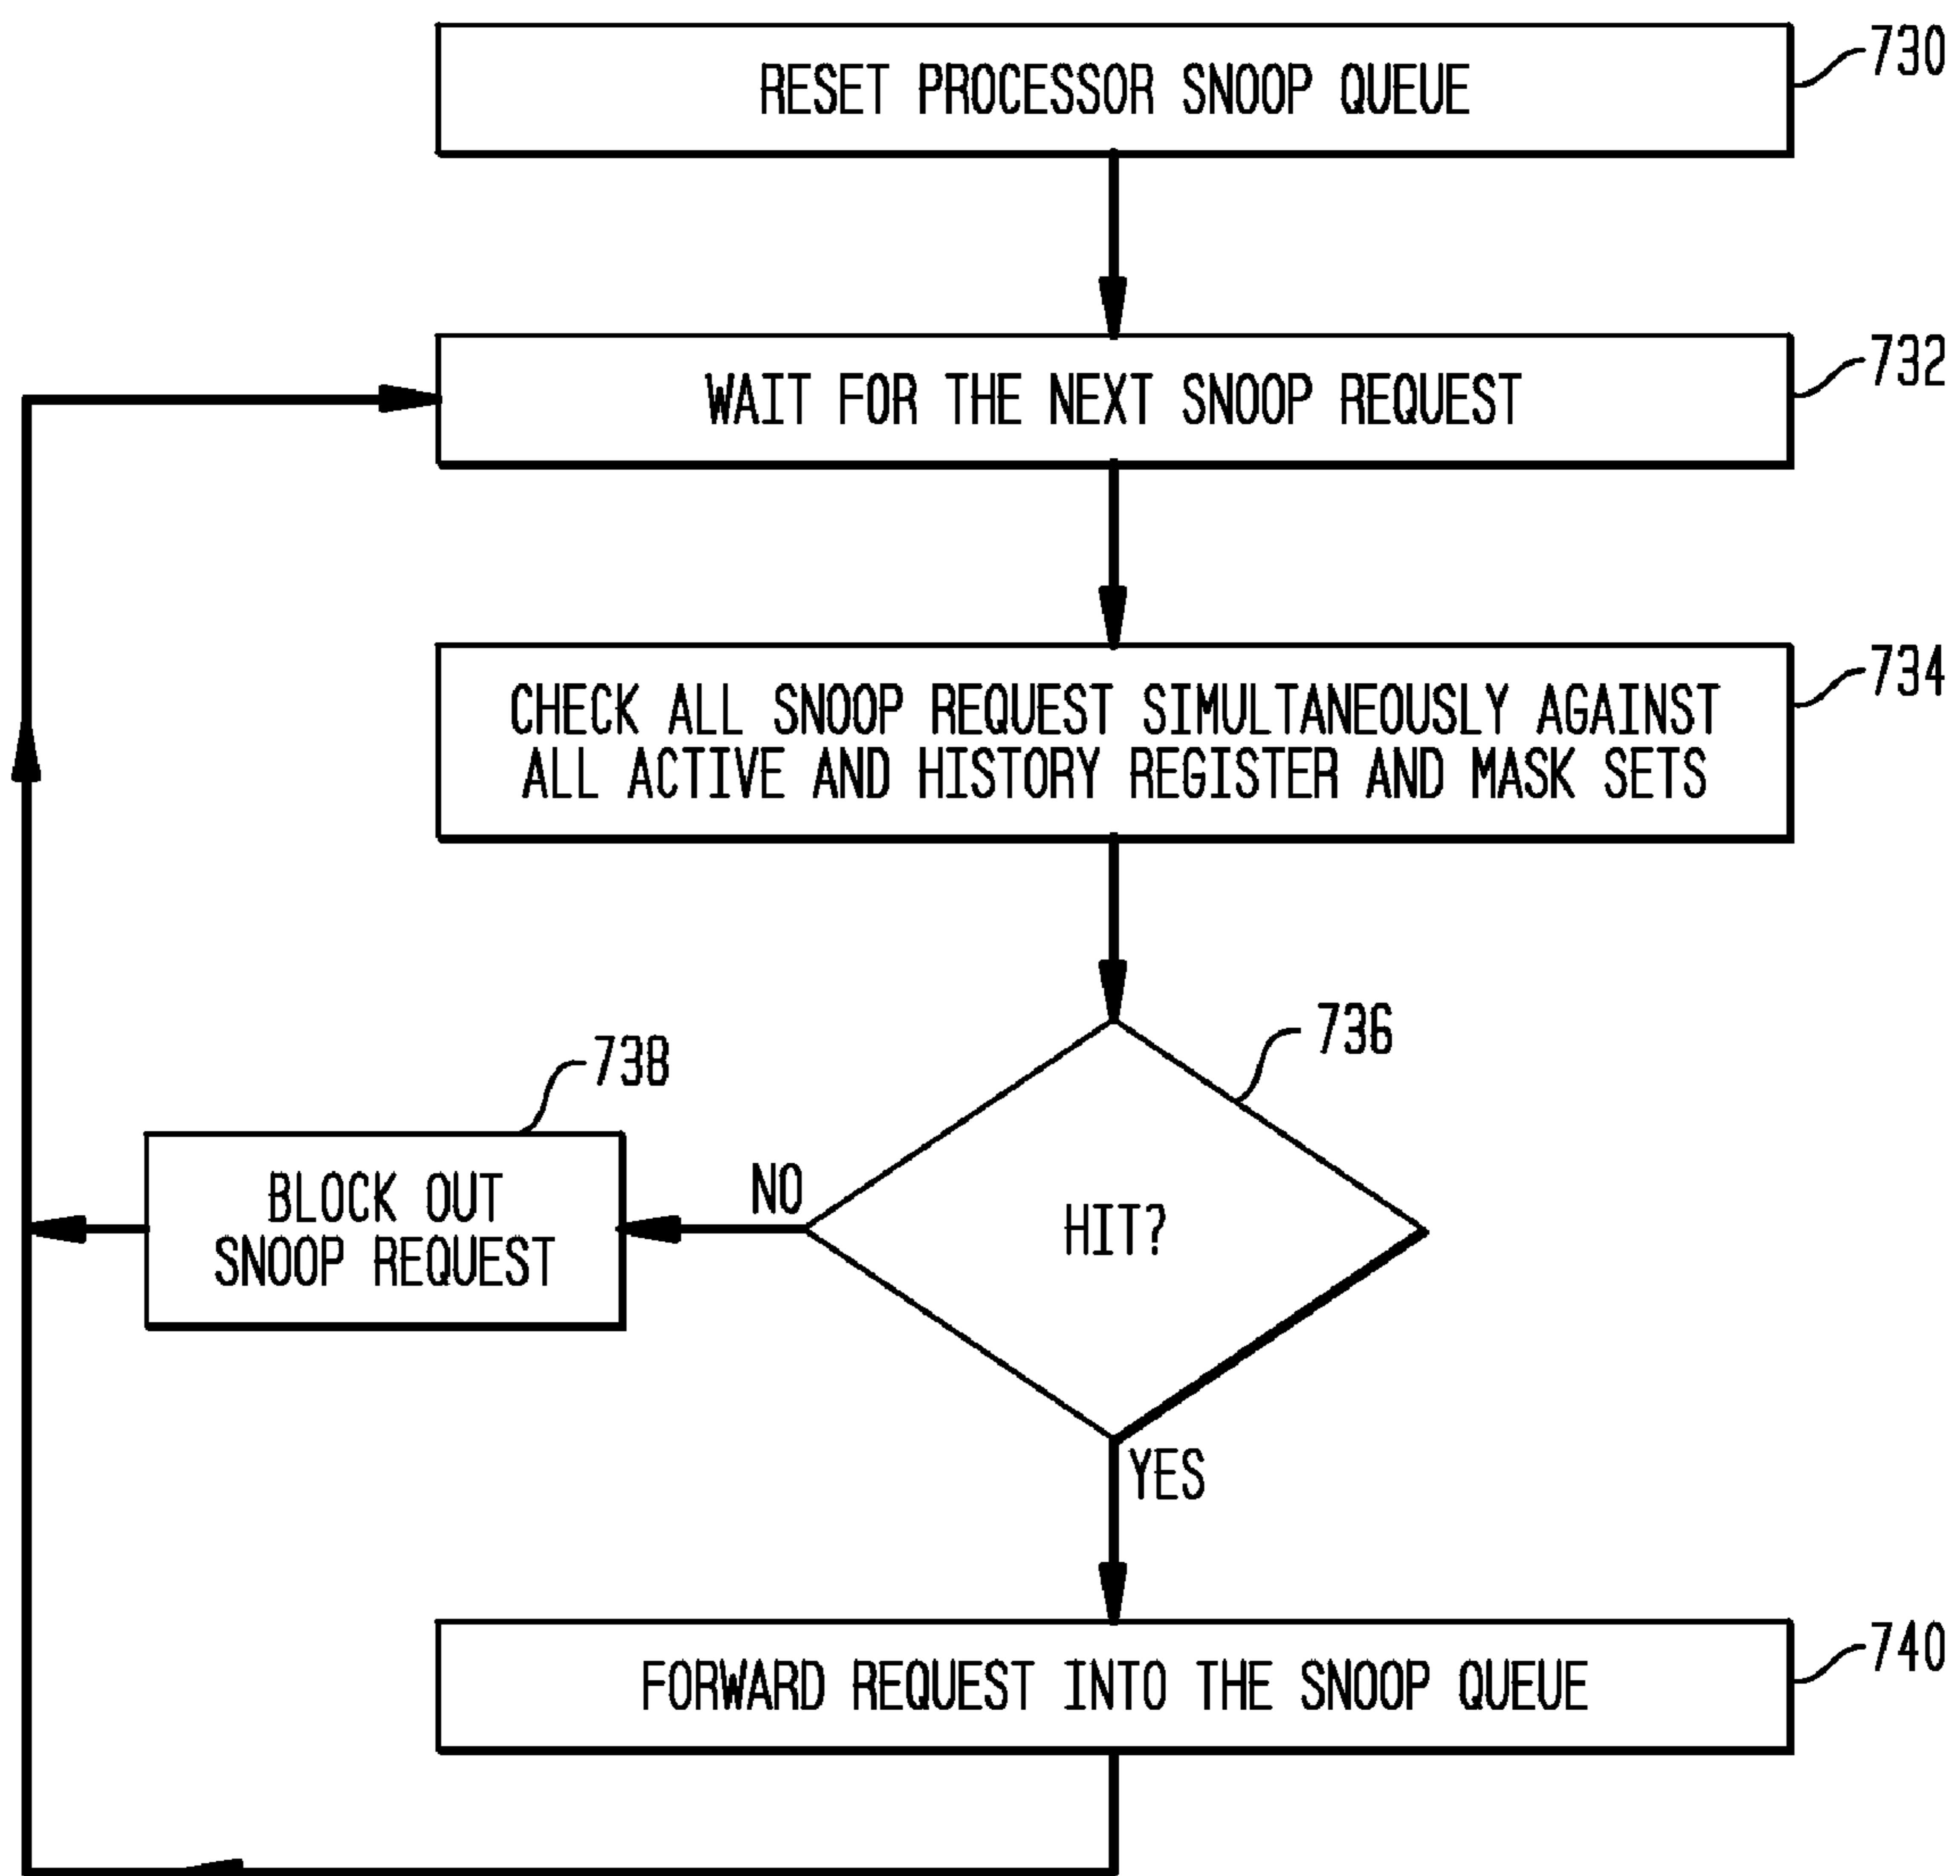 RESET PROCESSOR SNOOP QUEUE
730
WAIT FOR THE NEXT SNOOP REQUEST
732
CHECK ALL SNOOP REQUEST SIMULTANEOUSLY AGAINST
ALL ACTIVE AND HISTORY REGISTER AND MASK SETS
734
HIT?
736
NO
738
BLOCK OUT
SNOOP REQUEST
YES
FORWARD REQUEST INTO THE SNOOP QUEUE
740